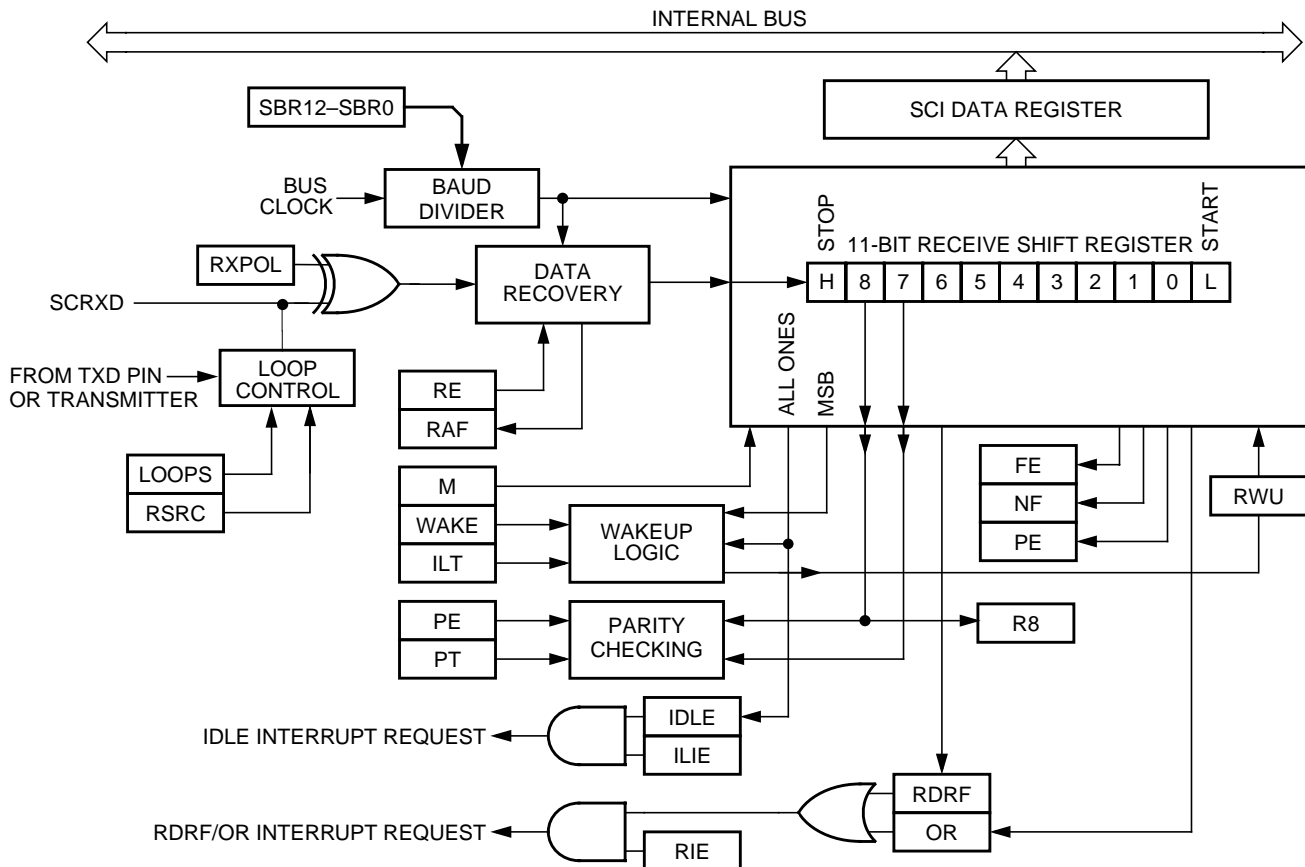 INTERNAL BUS
SBR12–SBR0
SCI DATA REGISTER
BUS
CLOCK
BAUD
DIVIDER
STOP
11-BIT RECEIVE SHIFT REGISTER
START
RXPOL
DATA
RECOVERY
H 8 7 6 5 4 3 2 1 0 L
SCRXD
ALL ONES
MSB
FROM TXD PIN
OR TRANSMITTER
LOOP
CONTROL
RE
RAF
LOOPS
RSRC
M
WAKE
ILT
WAKEUP
LOGIC
FE
NF
PE
RWU
PE
PT
PARITY
CHECKING
R8
IDLE INTERRUPT REQUEST
IDLE
ILIE
RDRF/OR INTERRUPT REQUEST
RDRF
OR
RIE